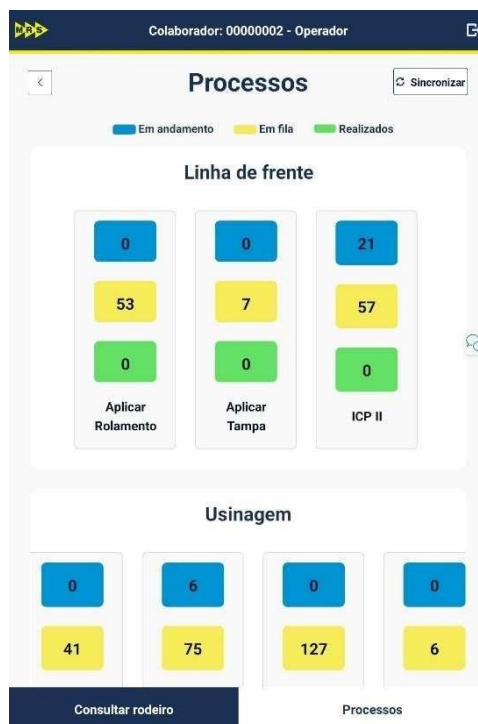 MRS
Colaborador: 00000002 - Operador
Processos
Sincronizar
Em andamento Em fila Realizados
Linha de frente
0 0 21
53 7 57
0 0 0
Aplicar Rolamento
Aplicar Tampa
ICP II
Usinagem
0 6 0 0
41 75 127 6
Consultar rodeiro Processos